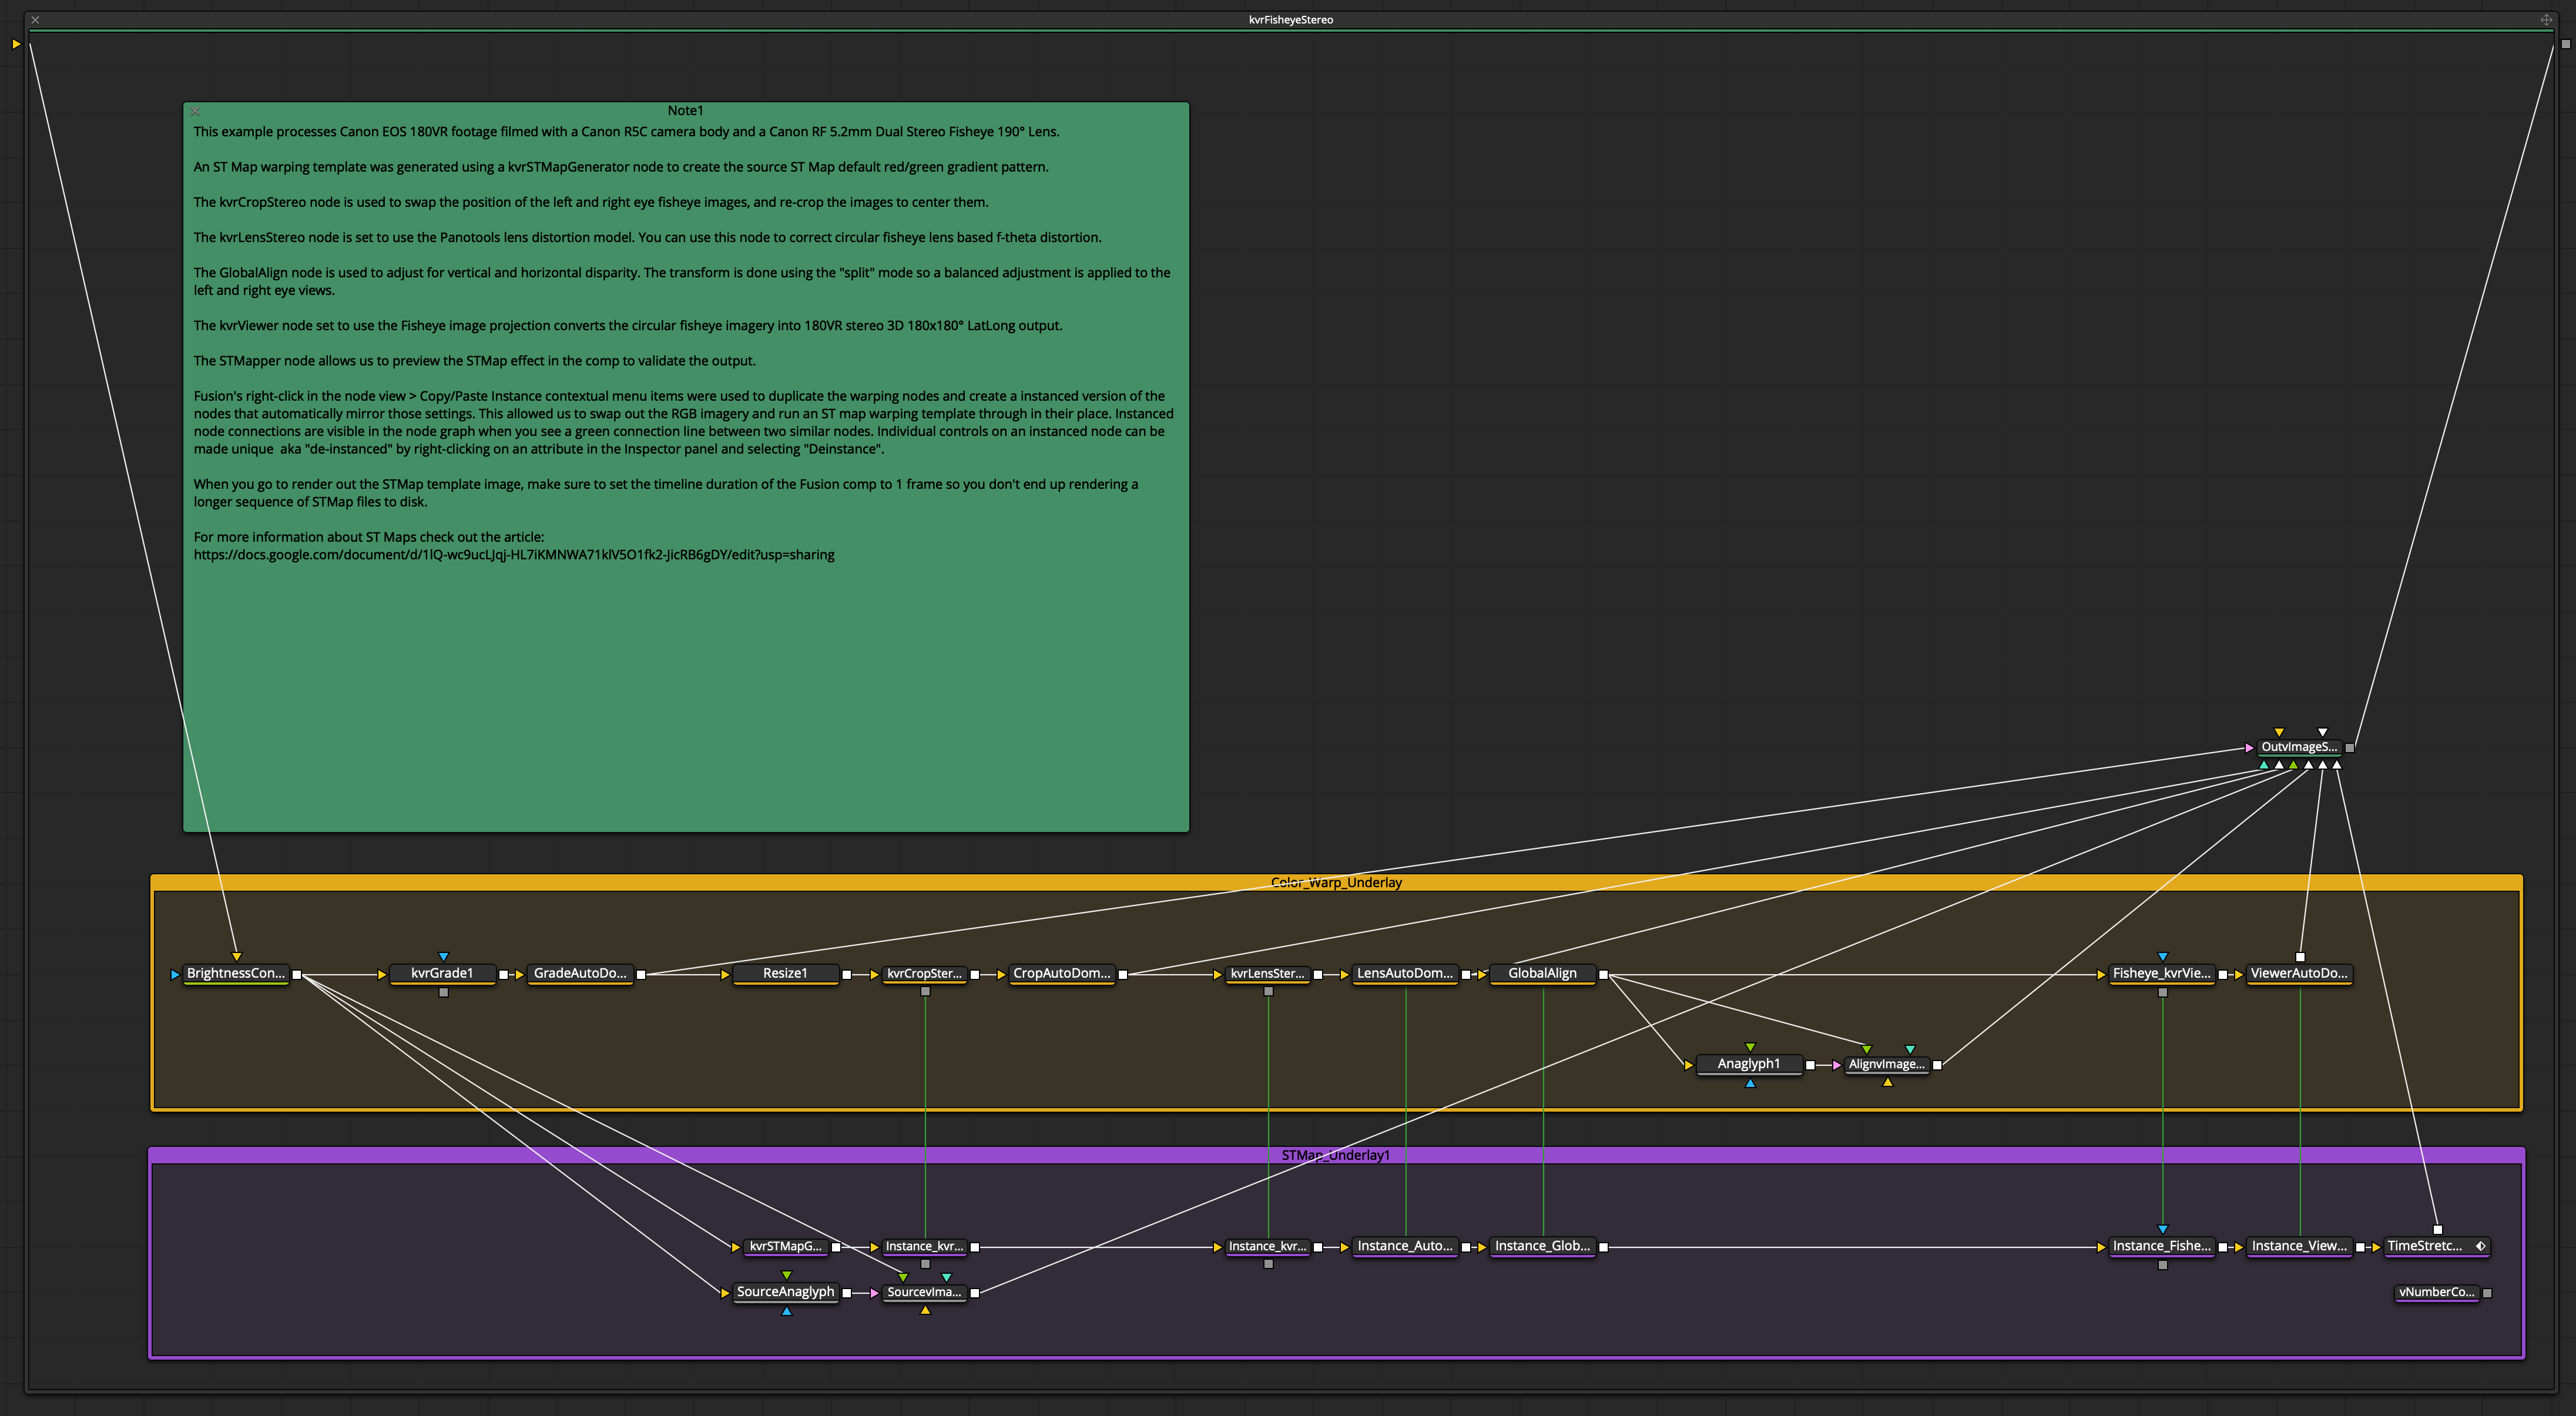 kvrFisheyeStereo
Note1
This example processes Canon EOS 180VR footage filmed with a Canon R5C camera body and a Canon RF 5.2mm Dual Stereo Fisheye 190° Lens.
An ST Map warping template was generated using a kvrSTMapGenerator node to create the source ST Map default red/green gradient pattern.
The kvrCropStereo node is used to swap the position of the left and right eye fisheye images, and re-crop the images to center them.
The kvrLensStereo node is set to use the Panotools lens distortion model. You can use this node to correct circular fisheye lens based f-theta distortion.
The GlobalAlign node is used to adjust for vertical and horizontal disparity. The transform is done using the "split" mode so a balanced adjustment is applied to the
left and right eye views.
The kvrViewer node set to use the Fisheye image projection converts the circular fisheye imagery into 180VR stereo 3D 180x180° LatLong output.
The STMapper node allows us to preview the STMap effect in the comp to validate the output.
Fusion's right-click in the node view > Copy/Paste Instance contextual menu items were used to duplicate the warping nodes and create a instanced version of the
nodes that automatically mirror those settings. This allowed us to swap out the RGB imagery and run an ST map warping template through in their place. Instanced
node connections are visible in the node graph when you see a green connection line between two similar nodes. Individual controls on an instanced node can be
made unique  aka "de-instanced" by right-clicking on an attribute in the Inspector panel and selecting "Deinstance".
When you go to render out the STMap template image, make sure to set the timeline duration of the Fusion comp to 1 frame so you don't end up rendering a
longer sequence of STMap files to disk.
For more information about ST Maps check out the article:
https://docs.google.com/document/d/1lQ-wc9ucLJqj-HL7iKMNWA71klV5O1fk2-JicRB6gDY/edit?usp=sharing
OutvImageS...
Color_Warp_Underlay
BrightnessCon... kvrGrade1 GradeAutoDo... Resize1 kvrCropSter... CropAutoDom... kvrLensSter... LensAutoDom... GlobalAlign Fisheye_kvrVie... ViewerAutoDo...
Anaglyph1 AlignvImage...
STMap_Underlay1
kvrSTMapG... Instance_kvr... Instance_kvr... Instance_Auto... Instance_Glob... Instance_Fishe... Instance_View... TimeStretc...
SourceAnaglyph SourcevIma... vNumberCo...